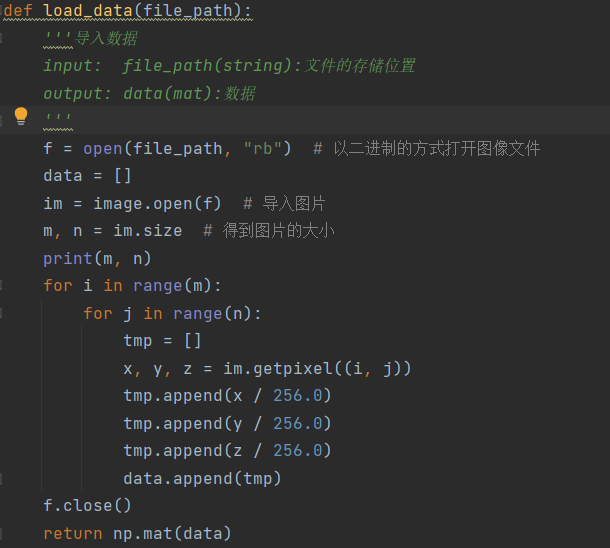 def load_data(file_path):
    '''导入数据
    input:  file_path(string):文件的存储位置
    output: data(mat):数据
    '''
    f = open(file_path, "rb")  # 以二进制的方式打开图像文件
    data = []
    im = image.open(f)  # 导入图片
    m, n = im.size  # 得到图片的大小
    print(m, n)
    for i in range(m):
        for j in range(n):
            tmp = []
            x, y, z = im.getpixel((i, j))
            tmp.append(x / 256.0)
            tmp.append(y / 256.0)
            tmp.append(z / 256.0)
            data.append(tmp)
    f.close()
    return np.mat(data)